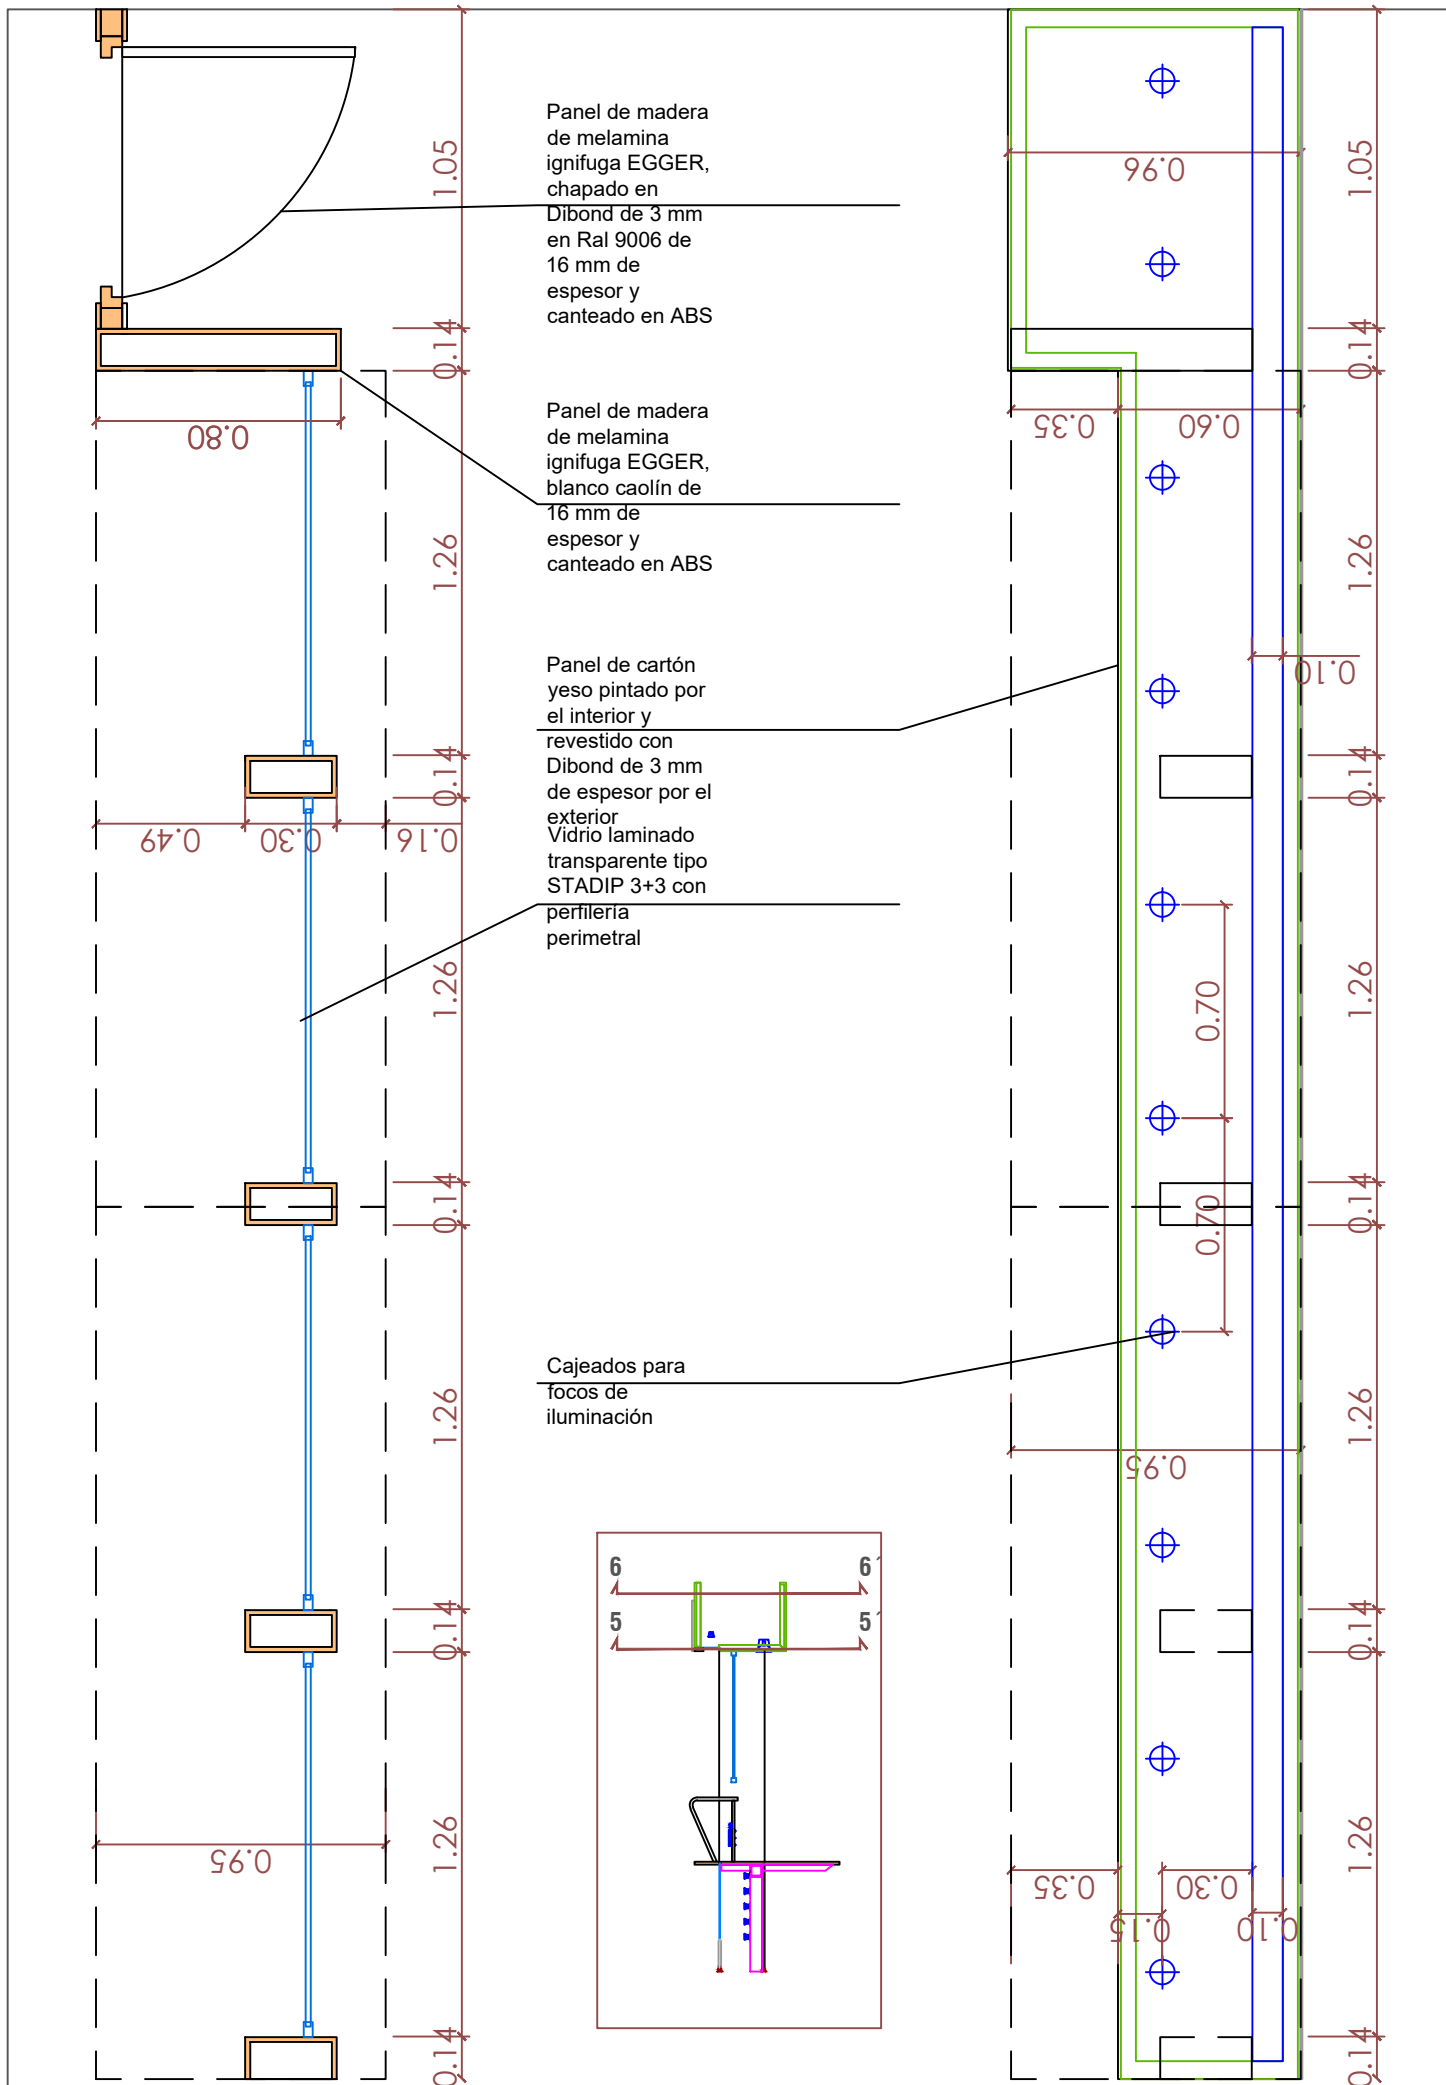 Panel de madera
de melamina
ignifuga EGGER,
chapado en
Dibond de 3 mm
en Ral 9006 de
16 mm de
espesor y
canteado en ABS
Panel de madera
de melamina
ignifuga EGGER,
blanco caolín de
16 mm de
espesor y
canteado en ABS
Panel de cartón
yeso pintado por
el interior y
revestido con
Dibond de 3 mm
de espesor por el
exterior
Vidrio laminado
transparente tipo
STADIP 3+3 con
perfilería
perimetral
Cajeados para
focos de
iluminación
1.05
0.14
0.80
1.26
0.14
0.49
0.30
0.16
1.26
0.14
1.26
0.14
0.95
1.26
0.14
6
6´
5
5´
0.96
1.05
0.14
0.35
0.60
1.26
0.10
0.14
0.70
1.26
0.14
0.70
1.26
0.95
0.14
1.26
0.35
0.30
0.15
0.10
0.14